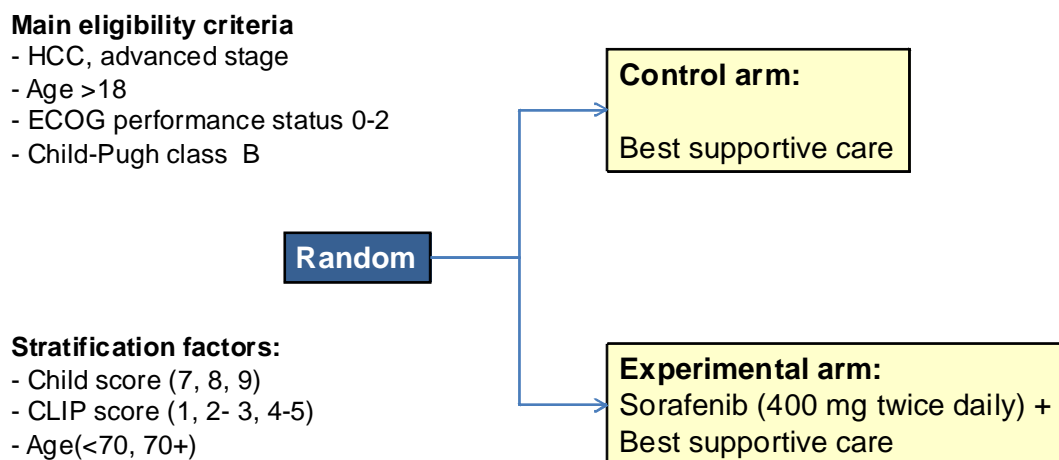 Main eligibility criteria
- HCC, advanced stage
- Age >18
- ECOG performance status 0-2
- Child-Pugh class  B
Control arm:
Best supportive care
Random
Stratification factors:
- Child score (7, 8, 9)
- CLIP score (1, 2- 3, 4-5)
- Age(<70, 70+)
Experimental arm:
Sorafenib (400 mg twice daily) +
Best supportive care